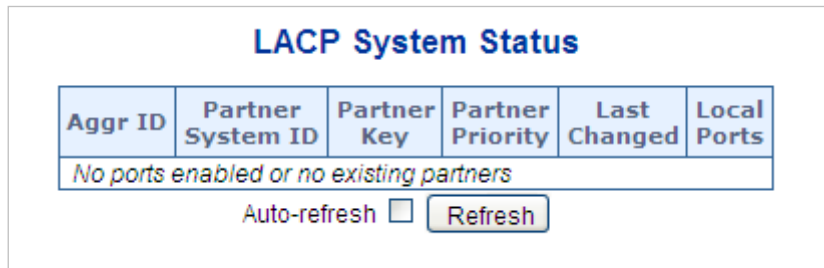 LACP System Status
Aggr ID Partner System ID Partner Key Partner Priority Last Changed Local Ports
No ports enabled or no existing partners
Auto-refresh Refresh